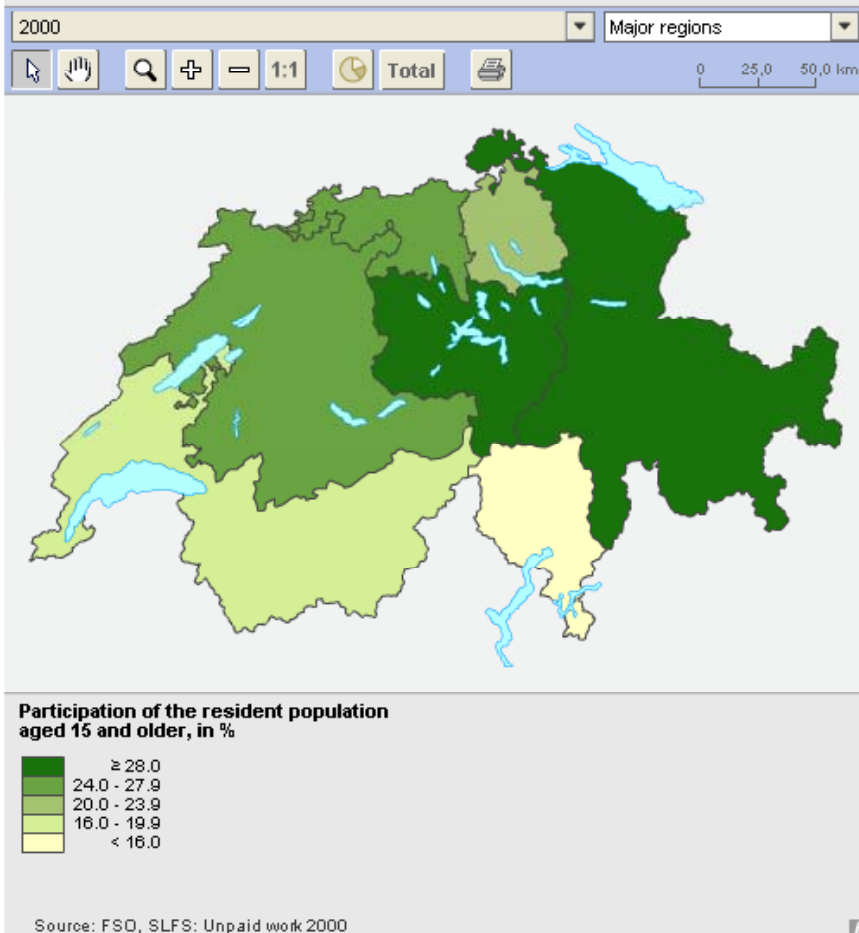 2000
Major regions
1:1
Total
0 25,0 50,0 km
Participation of the resident population
aged 15 and older, in %
≥ 28.0
24.0 - 27.9
20.0 - 23.9
16.0 - 19.9
< 16.0
Source: FSO, SLFS: Unpaid work 2000